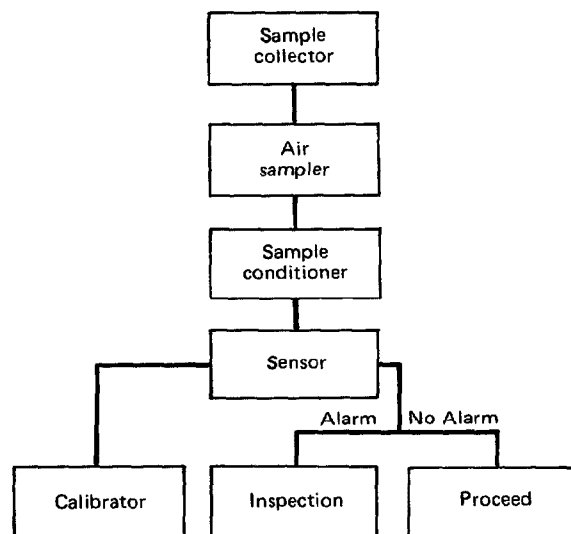 Sample
collector
Air
sampler
Sample
conditioner
Sensor
Alarm No Alarm
Calibrator
Inspection
Proceed